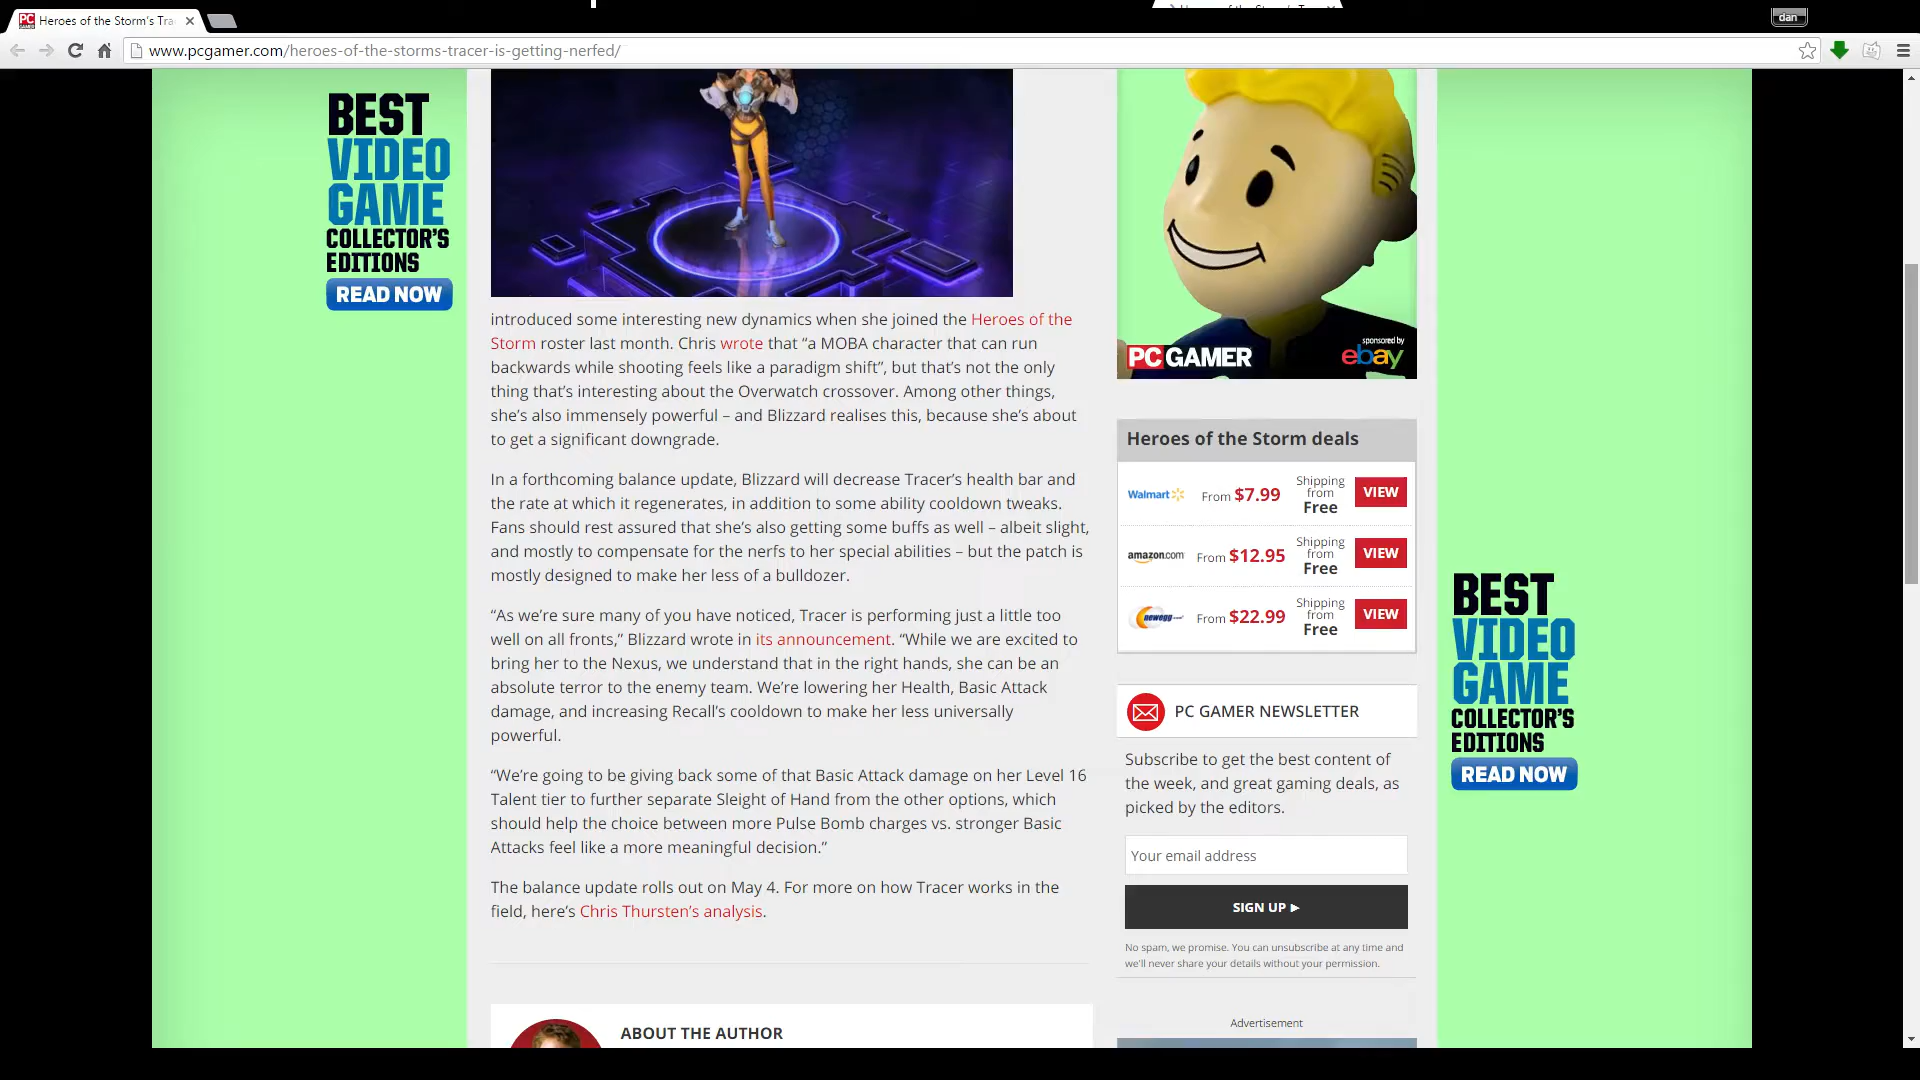 Heroes of the Storm's Tra
dan
www.pcgamer.com/heroes-of-the-storms-tracer-is-getting-nerfed/
BEST
VIDEO
GAME
COLLECTOR'S
EDITIONS
READ NOW
introduced some interesting new dynamics when she joined the Heroes of the
Storm roster last month. Chris wrote that “a MOBA character that can run
backwards while shooting feels like a paradigm shift”, but that’s not the only
thing that’s interesting about the Overwatch crossover. Among other things,
she’s also immensely powerful – and Blizzard realises this, because she’s about
to get a significant downgrade.
In a forthcoming balance update, Blizzard will decrease Tracer’s health bar and
the rate at which it regenerates, in addition to some ability cooldown tweaks.
Fans should rest assured that she’s also getting some buffs as well – albeit slight,
and mostly to compensate for the nerfs to her special abilities – but the patch is
mostly designed to make her less of a bulldozer.
“As we’re sure many of you have noticed, Tracer is performing just a little too
well on all fronts,” Blizzard wrote in its announcement. “While we are excited to
bring her to the Nexus, we understand that in the right hands, she can be an
absolute terror to the enemy team. We’re lowering her Health, Basic Attack
damage, and increasing Recall’s cooldown to make her less universally
powerful.
“We’re going to be giving back some of that Basic Attack damage on her Level 16
Talent tier to further separate Sleight of Hand from the other options, which
should help the choice between more Pulse Bomb charges vs. stronger Basic
Attacks feel like a more meaningful decision.”
The balance update rolls out on May 4. For more on how Tracer works in the
field, here’s Chris Thursten’s analysis.
ABOUT THE AUTHOR
PC GAMER
sponsored by
ebay
Heroes of the Storm deals
Walmart From $7.99 Shipping from Free VIEW
amazon.com From $12.95 Shipping from Free VIEW
newegg From $22.99 Shipping from Free VIEW
PC GAMER NEWSLETTER
Subscribe to get the best content of
the week, and great gaming deals, as
picked by the editors.
Your email address
SIGN UP ►
No spam, we promise. You can unsubscribe at any time and
we'll never share your details without your permission.
Advertisement
BEST
VIDEO
GAME
COLLECTOR'S
EDITIONS
READ NOW